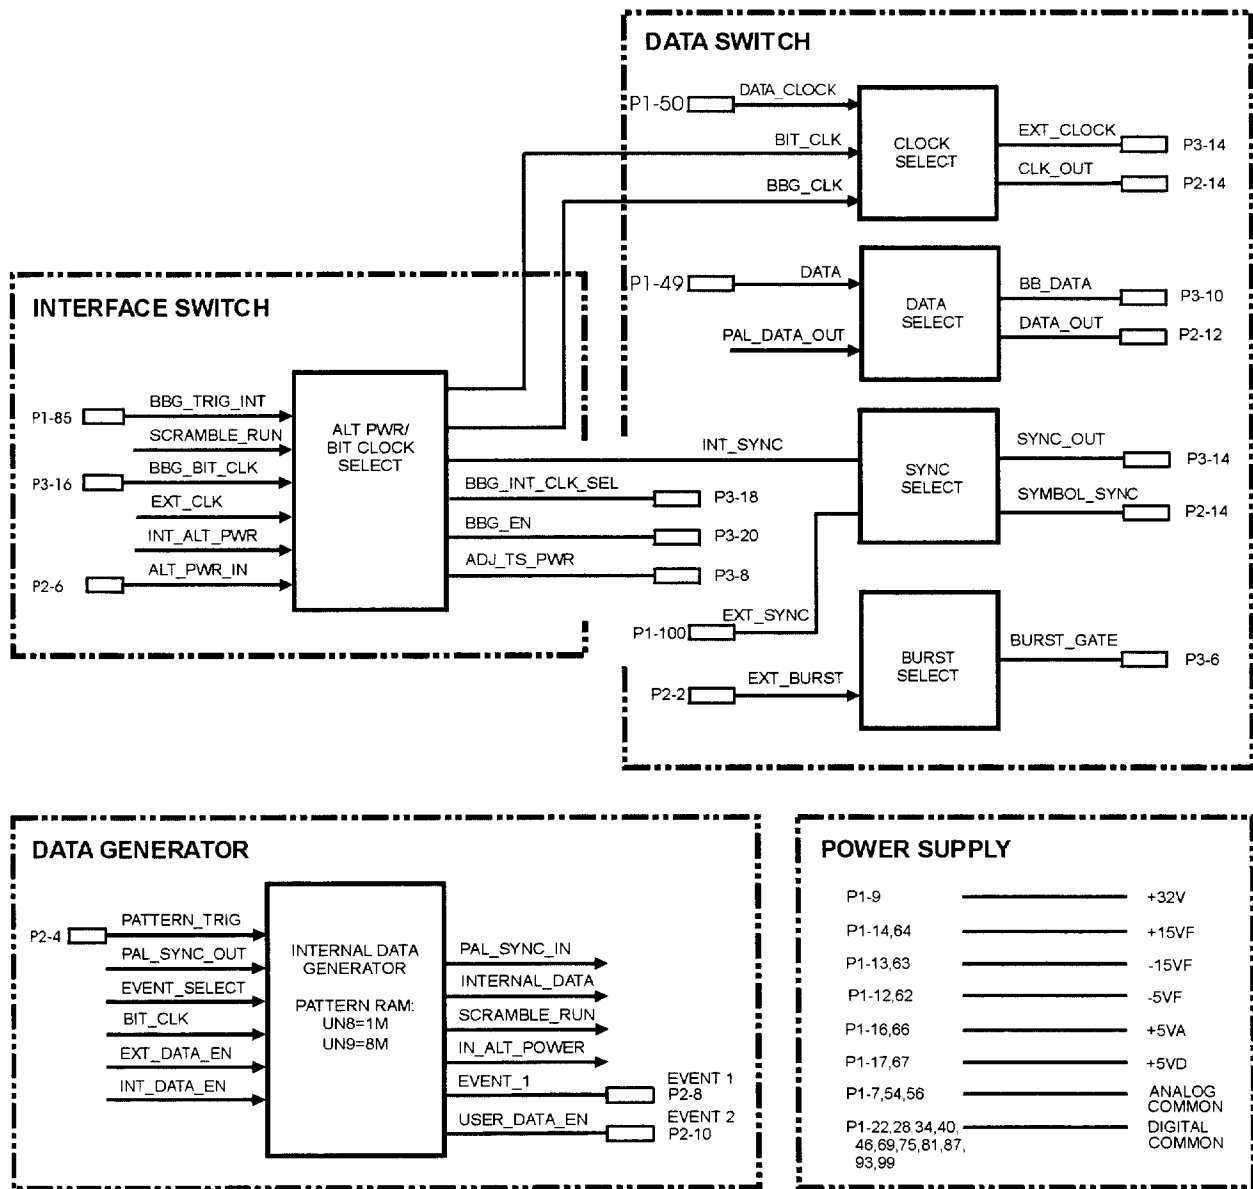 DATA SWITCH
P1-50
DATA_CLOCK
BIT_CLK
BBG_CLK
CLOCK
SELECT
EXT_CLOCK
P3-14
CLK_OUT
P2-14
P1-49
DATA
PAL_DATA_OUT
DATA
SELECT
BB_DATA
P3-10
DATA_OUT
P2-12
INT_SYNC
SYNC
SELECT
SYNC_OUT
P3-14
SYMBOL_SYNC
P2-14
P1-100
EXT_SYNC
P2-2
EXT_BURST
BURST
SELECT
BURST_GATE
P3-6
INTERFACE SWITCH
P1-85
BBG_TRIG_INT
SCRAMBLE_RUN
P3-16
BBG_BIT_CLK
EXT_CLK
INT_ALT_PWR
P2-6
ALT_PWR_IN
ALT PWR/
BIT CLOCK
SELECT
BBG_INT_CLK_SEL
P3-18
BBG_EN
P3-20
ADJ_TS_PWR
P3-8
DATA GENERATOR
P2-4
PATTERN_TRIG
PAL_SYNC_OUT
EVENT_SELECT
BIT_CLK
EXT_DATA_EN
INT_DATA_EN
INTERNAL DATA
GENERATOR
PATTERN RAM:
UN8=1M
UN9=8M
PAL_SYNC_IN
INTERNAL_DATA
SCRAMBLE_RUN
IN_ALT_POWER
EVENT_1
EVENT 1
P2-8
USER_DATA_EN
EVENT 2
P2-10
POWER SUPPLY
P1-9 +32V
P1-14,64 +15VF
P1-13,63 -15VF
P1-12,62 -5VF
P1-16,66 +5VA
P1-17,67 +5VD
P1-7,54,56 ANALOG
COMMON
P1-22,28,34,40, DIGITAL
46,69,75,81,87, COMMON
93,99